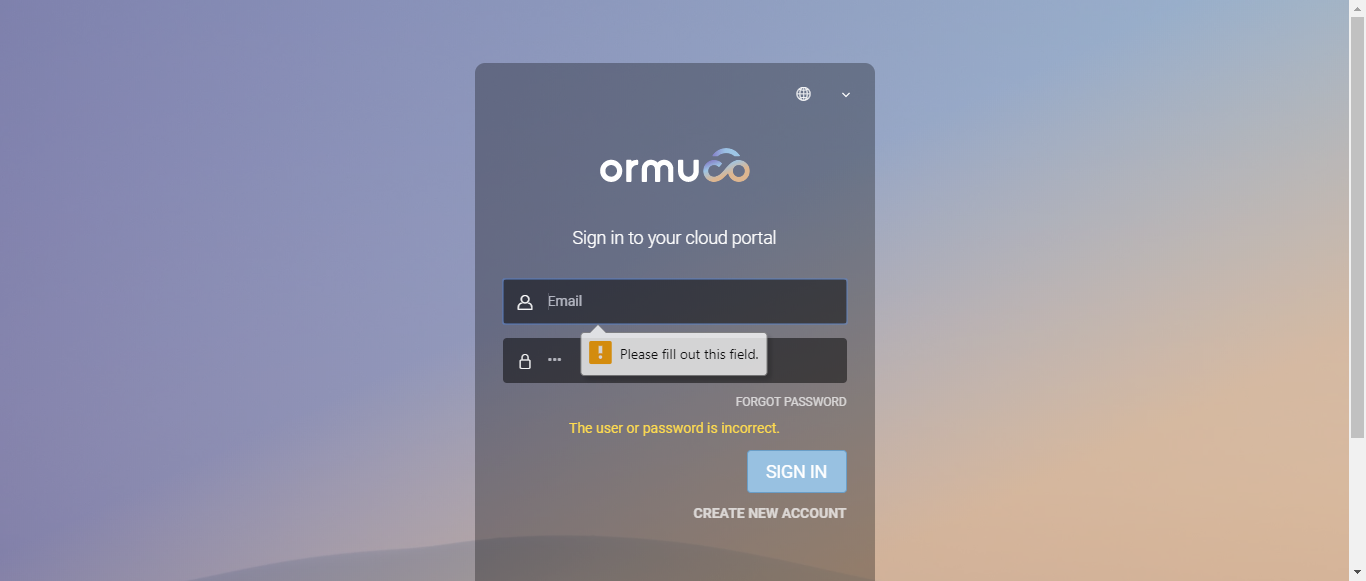 ormuco
Sign in to your cloud portal
Email
Please fill out this field.
FORGOT PASSWORD
The user or password is incorrect.
SIGN IN
CREATE NEW ACCOUNT